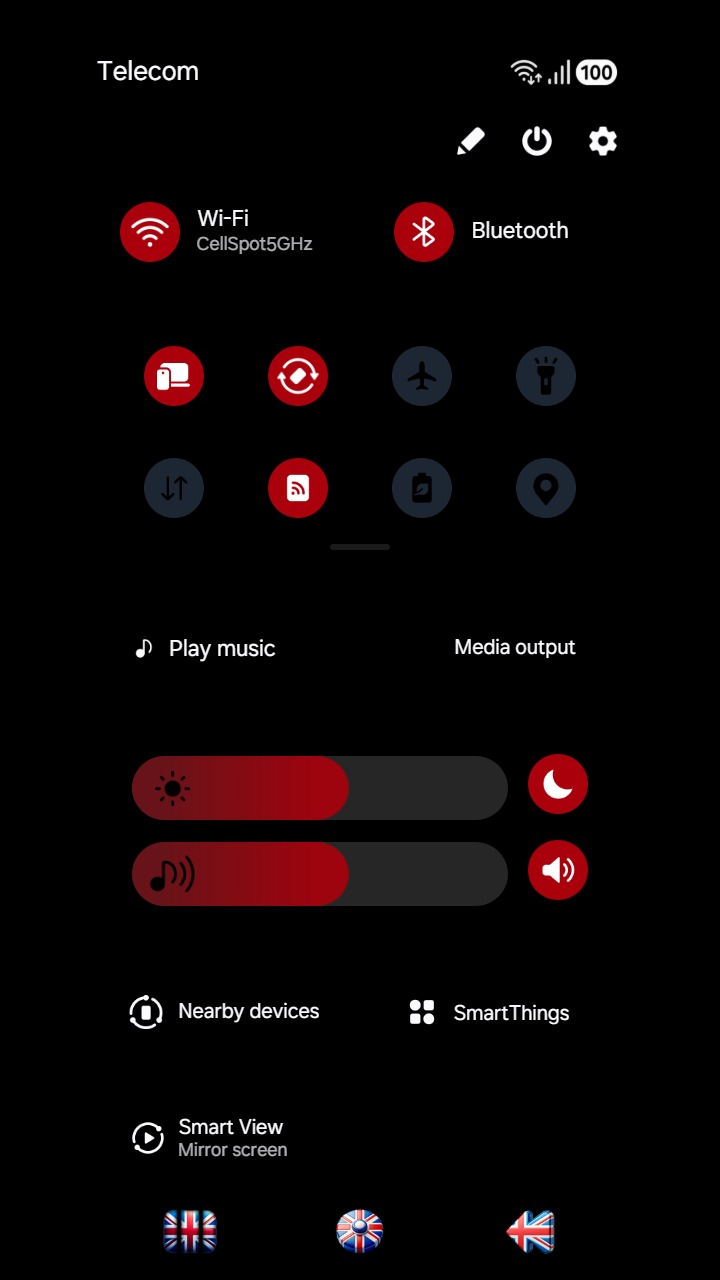 Telecom
100
Wi-Fi
CellSpot5GHz
Bluetooth
Play music
Media output
Nearby devices
SmartThings
Smart View
Mirror screen